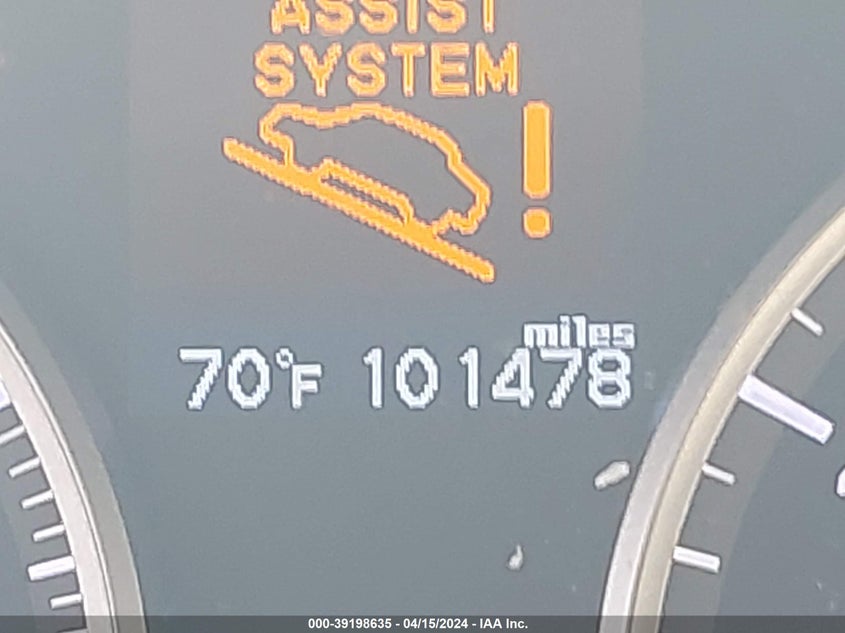 ASSIST
SYSTEM
!
miles
70°F 101478
000-39198635 - 04/15/2024 - IAA Inc.